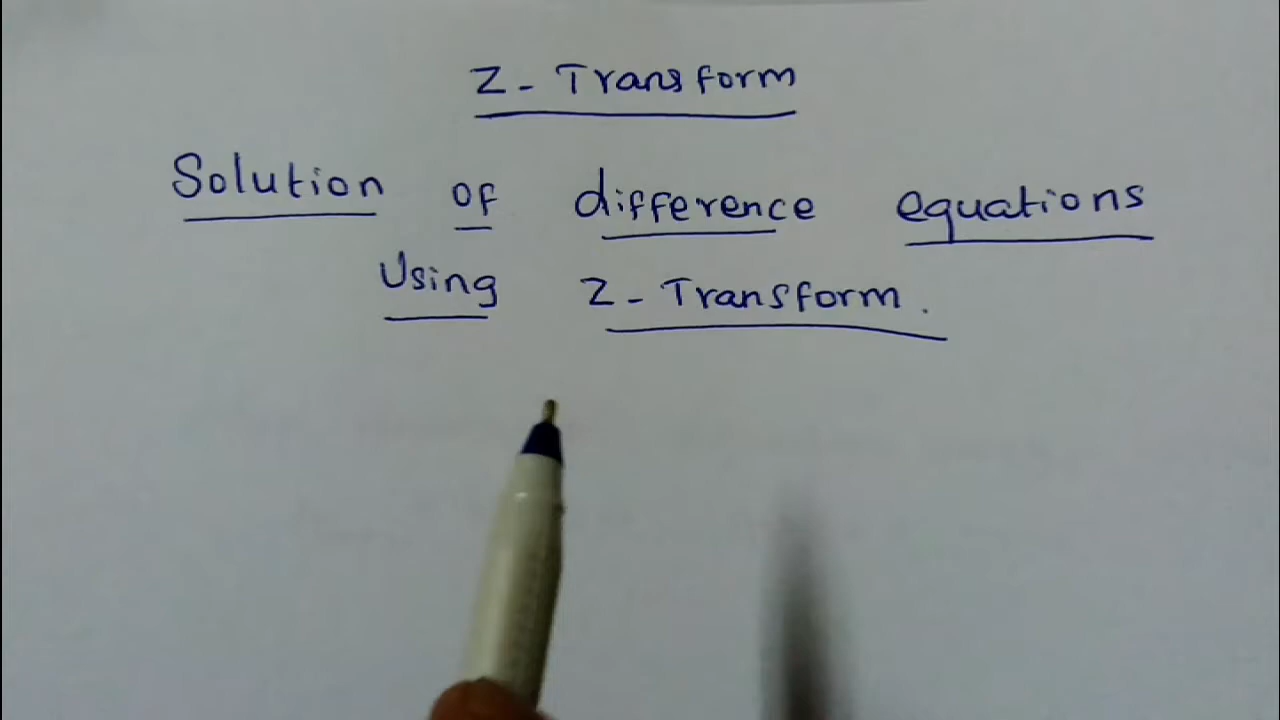 Z - Transform
Solution of difference equations
Using Z - Transform.